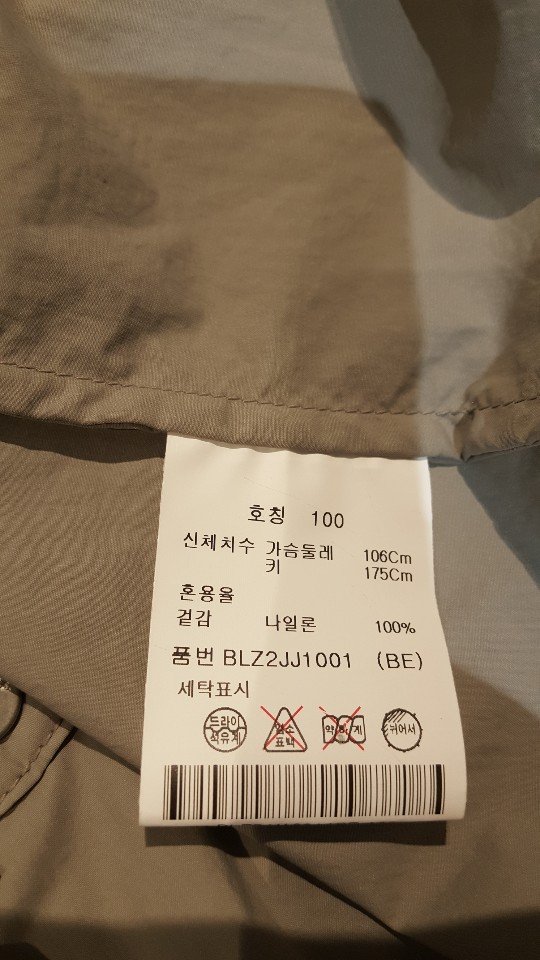 호칭 100
신체치수 가슴둘레 106Cm
키 175Cm
혼용율
겉감 나일론 100%
품번 BLZ2JJ1001 (BE)
세탁표시
드라이 석유계
염소 표백
약 하 게
뉘어서